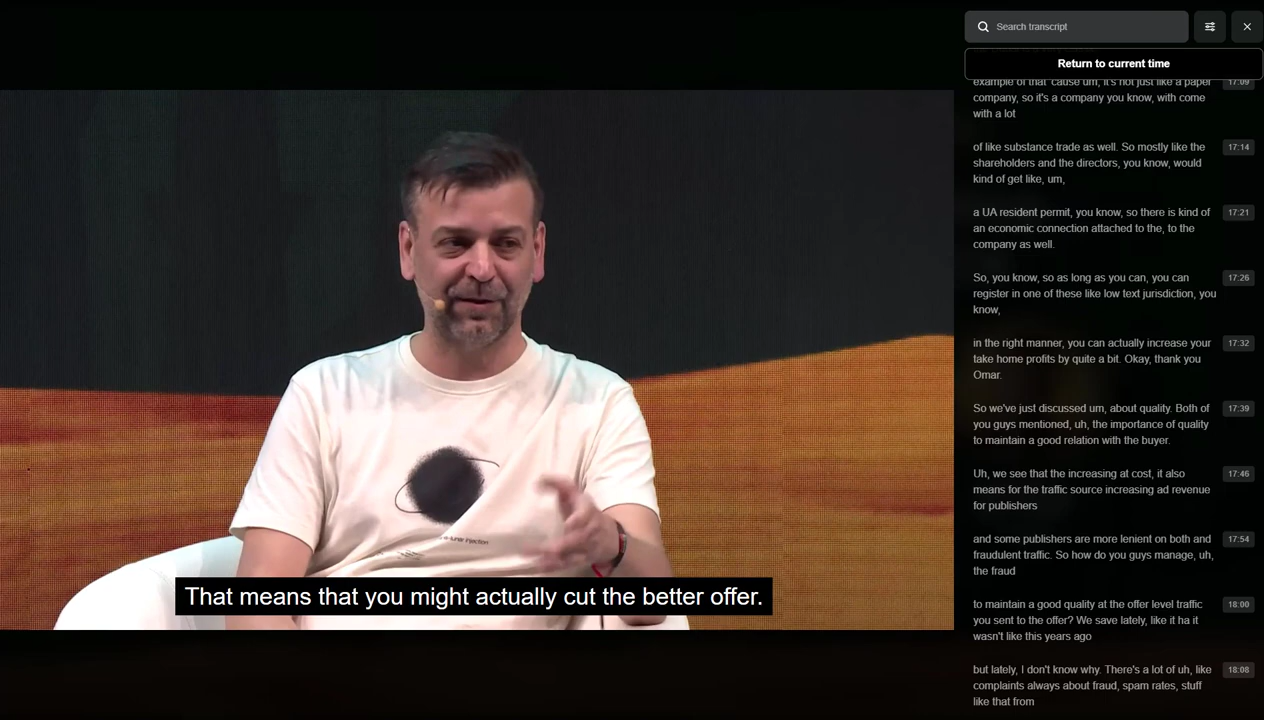 Search transcript
Return to current time
example of that 'cause um, it's not just like a paper
17:09
company, so it's a company you know, with come
with a lot
of like substance trade as well. So mostly like the
17:14
shareholders and the directors, you know, would
kind of get like, um,
a UA resident permit, you know, so there is kind of
17:21
an economic connection attached to the, to the
company as well.
So, you know, so as long as you can, you can
17:26
register in one of these like low text jurisdiction, you
know,
in the right manner, you can actually increase your
17:32
take home profits by quite a bit. Okay, thank you
Omar.
So we've just discussed um, about quality. Both of
17:39
you guys mentioned, uh, the importance of quality
to maintain a good relation with the buyer.
Uh, we see that the increasing at cost, it also
17:46
means for the traffic source increasing ad revenue
for publishers
and some publishers are more lenient on both and
17:54
fraudulent traffic. So how do you guys manage, uh,
the fraud
to maintain a good quality at the offer level traffic
18:00
you sent to the offer? We save lately, like it ha it
wasn't like this years ago
but lately, I don't know why. There's a lot of uh, like
18:08
complaints always about fraud, spam rates, stuff
like that from
injection
That means that you might actually cut the better offer.